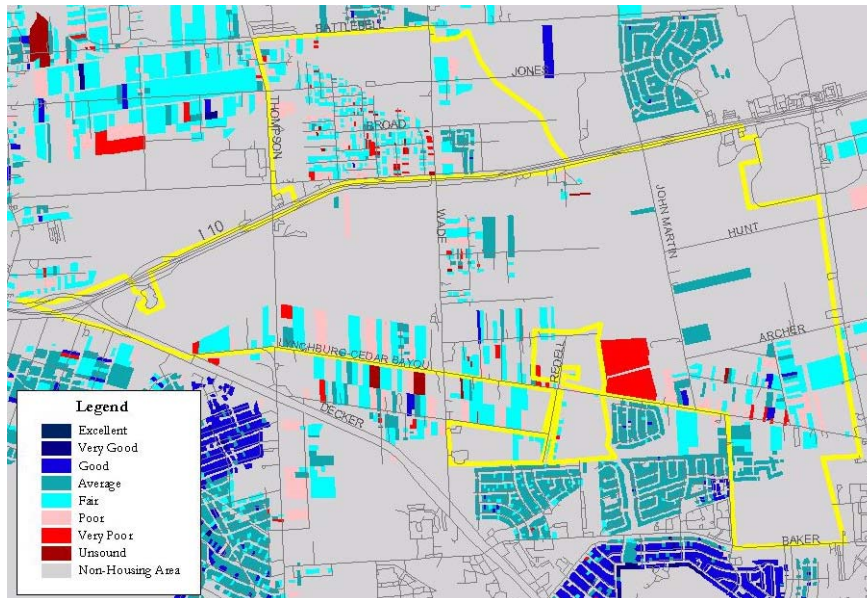 BATTLEBELL
JONES
THOMPSON
BROAD
I 10
WADE
JOHN MARTIN
HUNT
ARCHER
LYNCHBURG-CEDAR BAYOU
REDELL
DECKER
BAKER
Legend
Excellent
Very Good
Good
Average
Fair
Poor
Very Poor
Unsound
Non-Housing Area